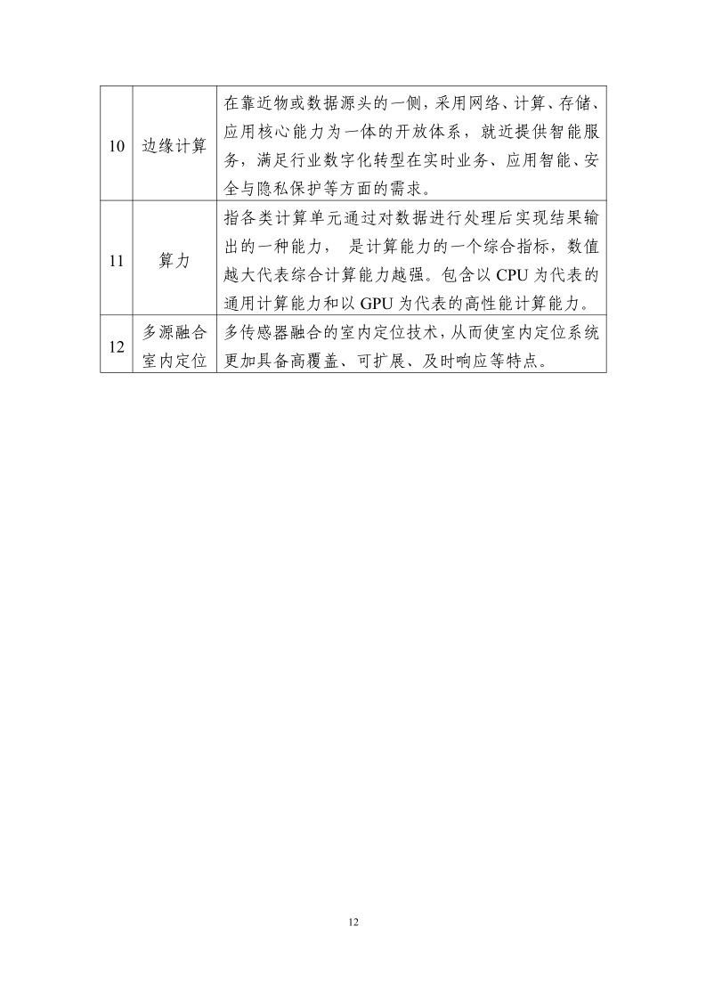 10
边缘计算
在靠近物或数据源头的一侧，采用网络、计算、存储、
应用核心能力为一体的开放体系，就近提供智能服
务，满足行业数字化转型在实时业务、应用智能、安
全与隐私保护等方面的需求。
11
算力
指各类计算单元通过对数据进行处理后实现结果输
出的一种能力， 是计算能力的一个综合指标，数值
越大代表综合计算能力越强。包含以 CPU 为代表的
通用计算能力和以 GPU 为代表的高性能计算能力。
12
多源融合
室内定位
多传感器融合的室内定位技术，从而使室内定位系统
更加具备高覆盖、可扩展、及时响应等特点。
12